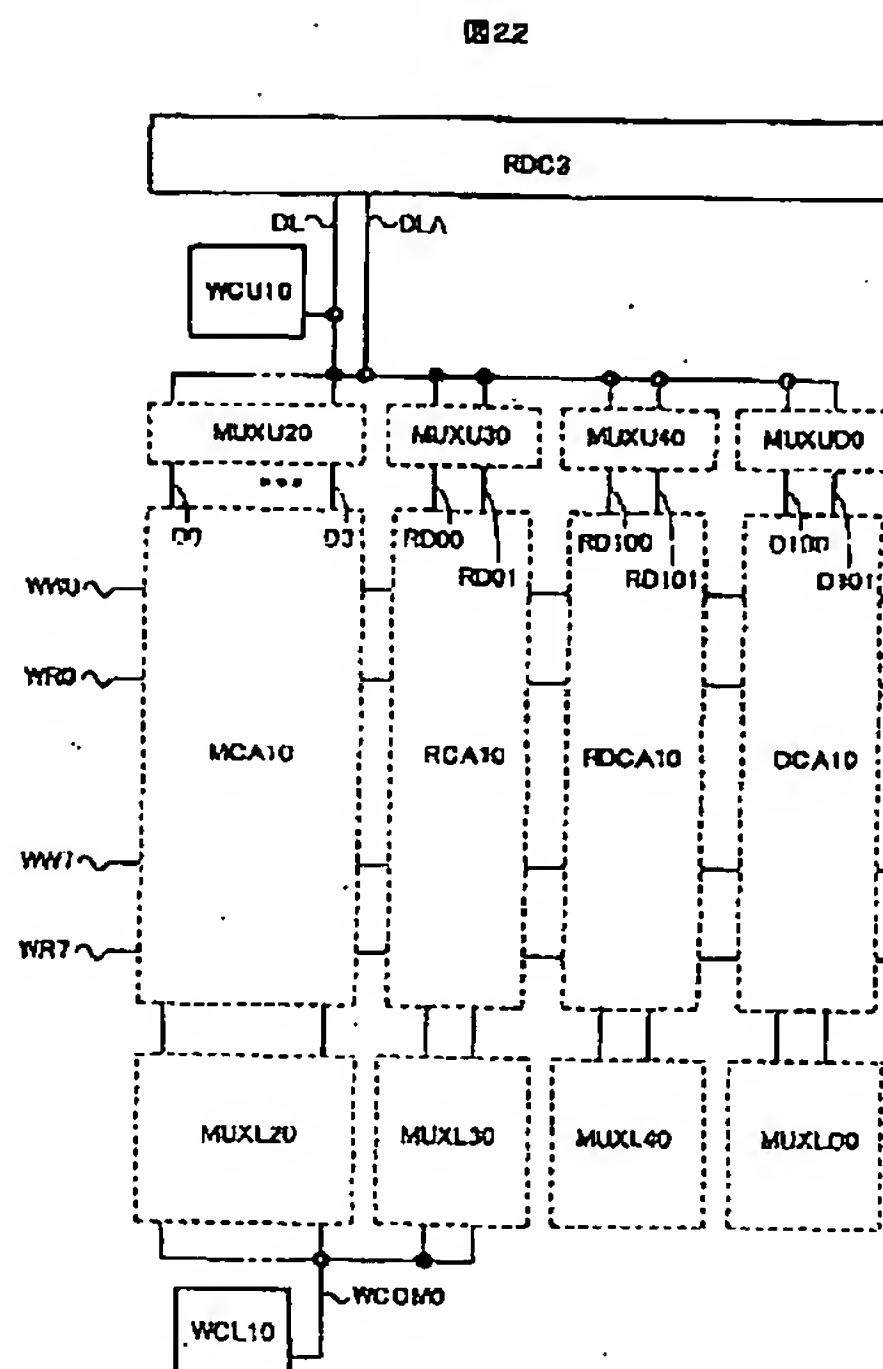 図22
RDC3
DL DLA
WCU10
MUXU20 MUXU30 MUXU40 MUXUD0
D0 ••• D3 RD00 RD100 D100
RD01 RD101 D101
WW0
WR0
MCA10 RCA10 RDCA10 DCA10
WW7
WR7
MUXL20 MUXL30 MUXL40 MUXLD0
WCOM0
WCL10